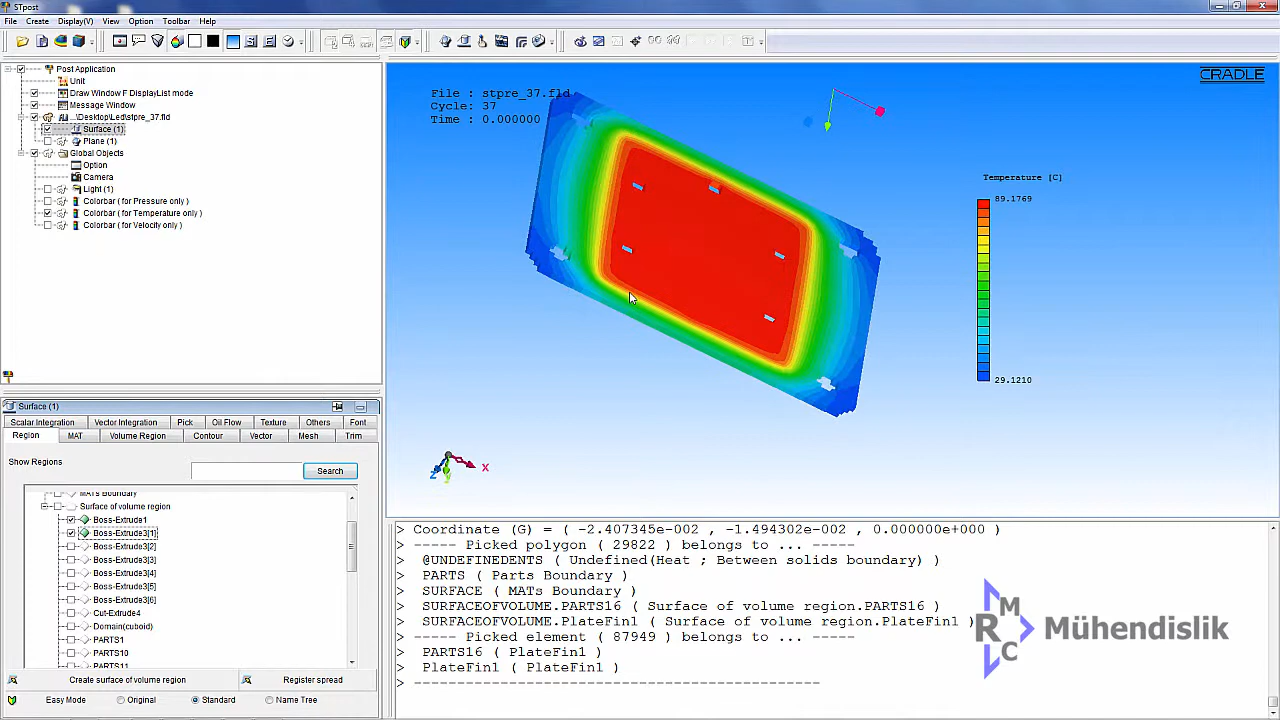 STpost
File Create Display(V) View Option Toolbar Help
Post Application
Unit
Draw Window F DisplayList mode
Message Window
...\Desktop\Led\stpre_37.fld
Surface (1)
Plane (1)
Global Objects
Option
Camera
Light (1)
Colorbar ( for Pressure only )
Colorbar ( for Temperature only )
Colorbar ( for Velocity only )
File : stpre_37.fld
Cycle: 37
Time : 0.000000
CRADLE
Temperature [C]
89.1769
29.1210
X
Z
Y
Surface (1)
Scalar Integration Vector Integration Pick Oil Flow Texture Others Font
Region MAT Volume Region Contour Vector Mesh Trim
Show Regions
Search
MATs Boundary
Surface of volume region
Boss-Extrude1
Boss-Extrude3[1]
Boss-Extrude3[2]
Boss-Extrude3[3]
Boss-Extrude3[4]
Boss-Extrude3[5]
Boss-Extrude3[6]
Cut-Extrude4
Domain(cuboid)
PARTS1
PARTS10
PARTS11
Create surface of volume region Register spread
Easy Mode Original Standard Name Tree
> Coordinate (G) = ( -2.407345e-002 , -1.494302e-002 , 0.000000e+000 )
> ----- Picked polygon ( 29822 ) belongs to ... -----
> @UNDEFINEDENTS ( Undefined(Heat ; Between solids boundary) )
> PARTS ( Parts Boundary )
> SURFACE ( MATs Boundary )
> SURFACEOFVOLUME.PARTS16 ( Surface of volume region.PARTS16 )
> SURFACEOFVOLUME.PlateFin1 ( Surface of volume region.PlateFin1 )
> ----- Picked element ( 87949 ) belongs to ... -----
> PARTS16 ( PlateFin1 )
> PlateFin1 ( PlateFin1 )
> --------------------------------------------
MRC Mühendislik